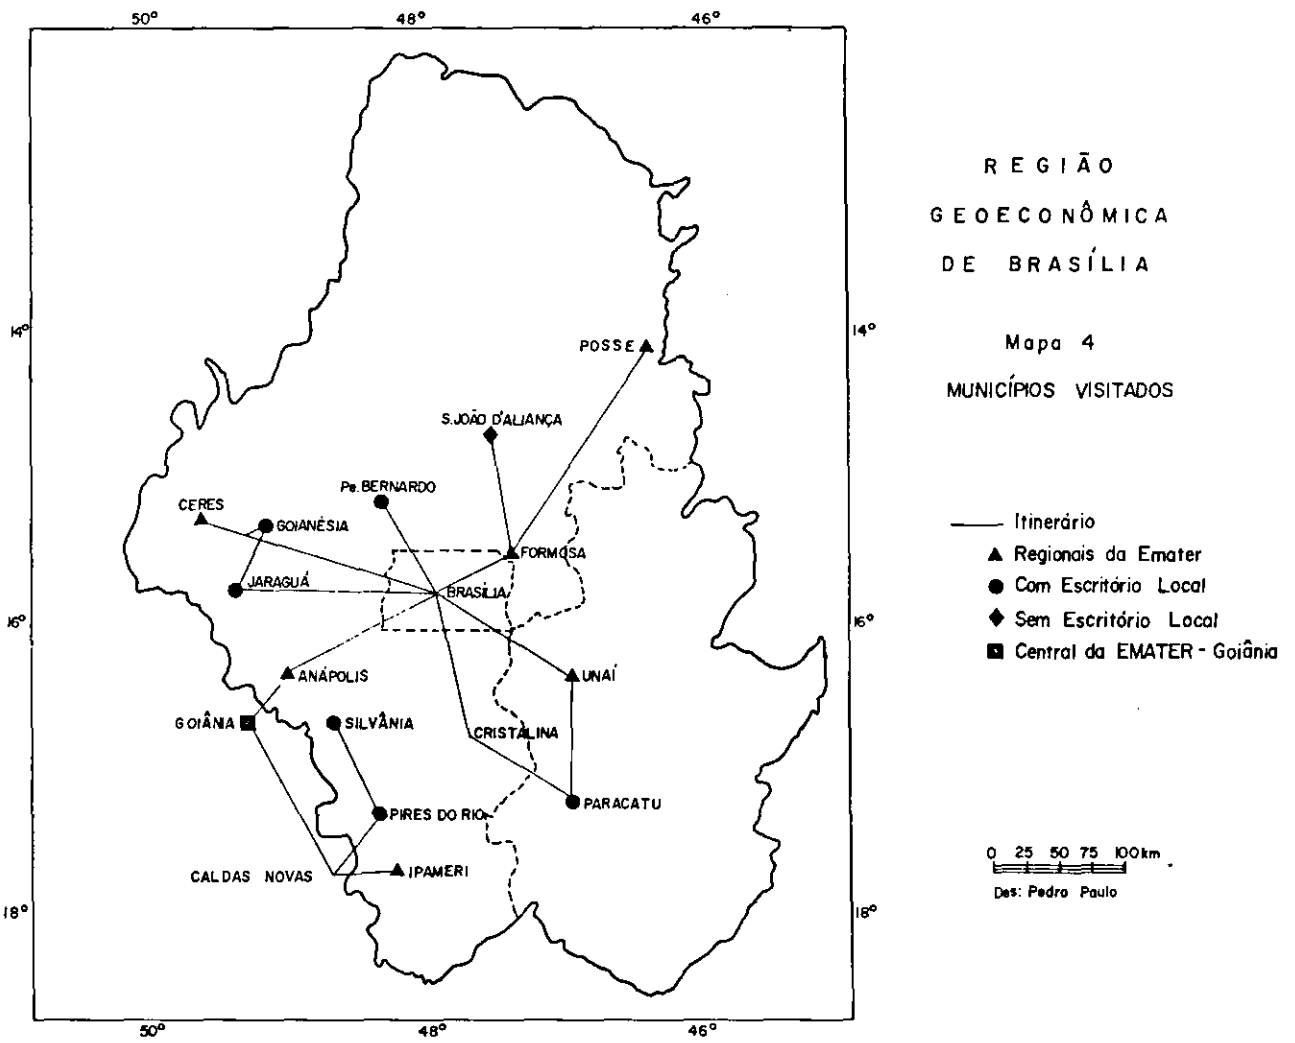 50° 48° 46°
REGIÃO
GEOECONÔMICA
DE BRASÍLIA
14° 14°
Mapa 4
POSSE
MUNICÍPIOS VISITADOS
S. JOÃO D'ALIANÇA
Pe. BERNARDO
CERES
GOIANÉSIA
Itinerário
FORMOSA
Regionais da Emater
JARAGUÁ
BRASÍLIA
Com Escritório Local
16° 16°
Sem Escritório Local
Central da EMATER - Goiânia
ANÁPOLIS
UNAÍ
GOIÂNIA
SILVÂNIA
CRISTALINA
PARACATU
PIRES DO RIO
0 25 50 75 100km
CALDAS NOVAS
IPAMERI
Des: Pedro Paulo
18° 18°
50° 48° 46°